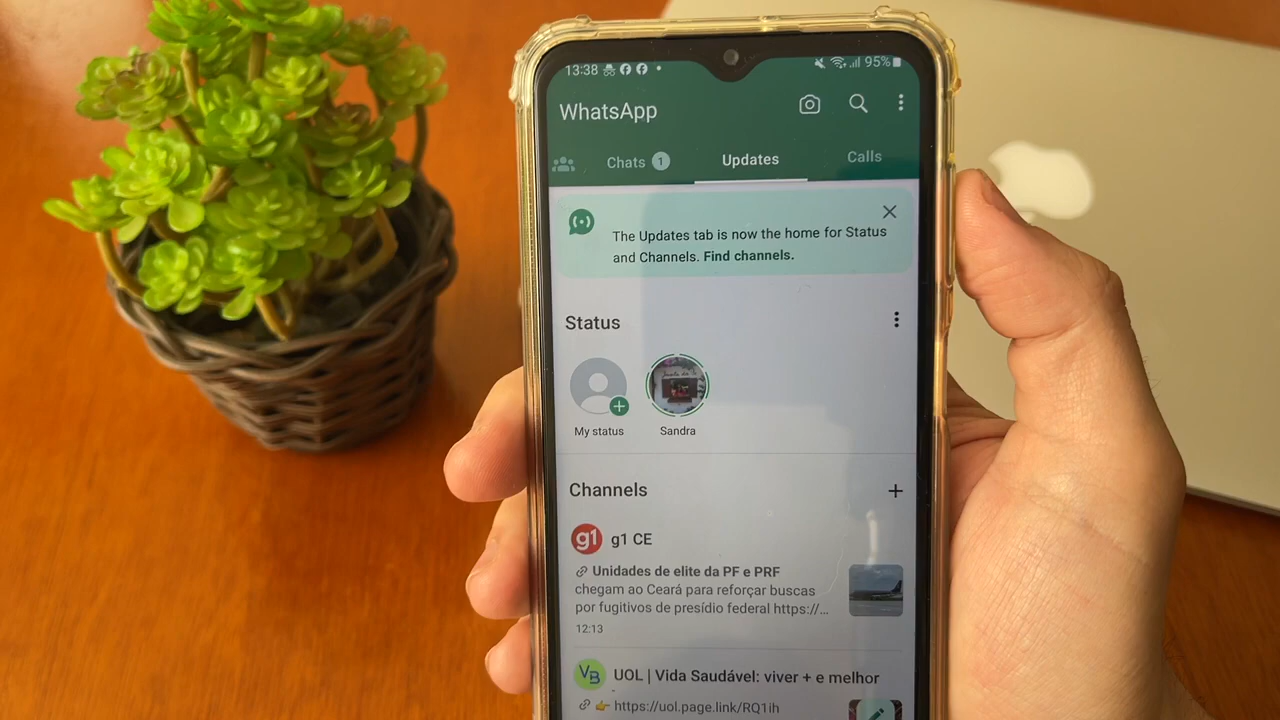 13:38
95%
WhatsApp
Chats 1
Updates
Calls
The Updates tab is now the home for Status
and Channels. Find channels.
Status
My status
Sandra
Channels
g1 g1 CE
Unidades de elite da PF e PRF
chegam ao Ceará para reforçar buscas
por fugitivos de presídio federal https://...
12:13
VB UOL | Vida Saudável: viver + e melhor
https://uol.page.link/RQ1ih